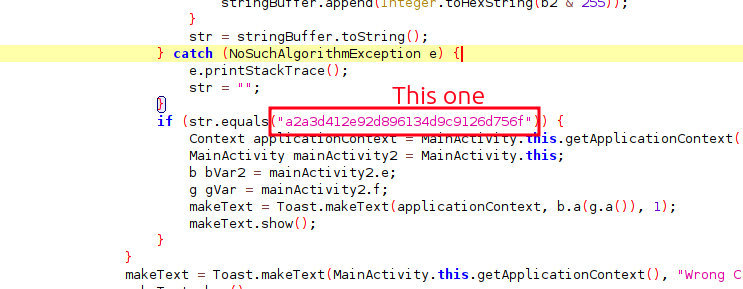 stringBuffer.append(Integer.toHexString(b2 & 255));
}
str = stringBuffer.toString();
} catch (NoSuchAlgorithmException e) {
e.printStackTrace();
str = "";
This one
}
if (str.equals("a2a3d412e92d896134d9c9126d756f")) {
Context applicationContext = MainActivity.this.getApplicationContext(
MainActivity mainActivity2 = MainActivity.this;
b bVar2 = mainActivity2.e;
g gVar = mainActivity2.f;
makeText = Toast.makeText(applicationContext, b.a(g.a()), 1);
makeText.show();
}
}
makeText = Toast.makeText(MainActivity.this.getApplicationContext(), "Wrong C